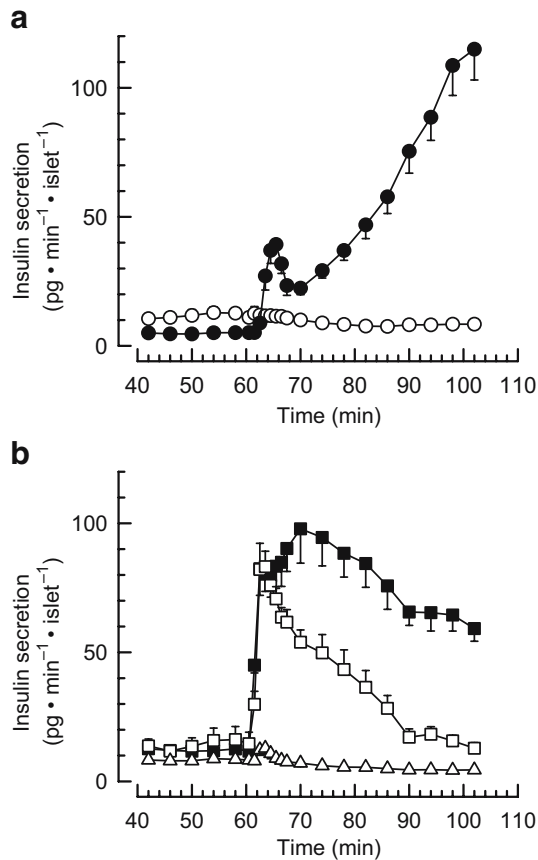 a
100
50
0
Insulin secretion
(pg • min⁻¹ • islet⁻¹)
40 50 60 70 80 90 100 110
Time (min)
b
100
50
0
Insulin secretion
(pg • min⁻¹ • islet⁻¹)
40 50 60 70 80 90 100 110
Time (min)